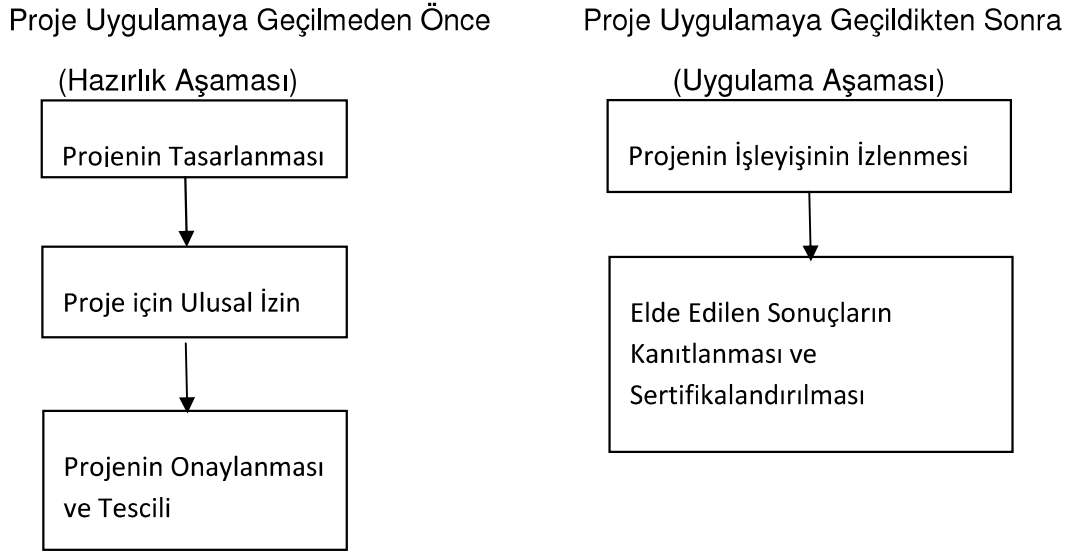 Proje Uygulamaya Geçilmeden Önce
(Hazırlık Aşaması)
Projenin Tasarlanması
Proje için Ulusal İzin
Projenin Onaylanması
ve Tescili
Proje Uygulamaya Geçildikten Sonra
(Uygulama Aşaması)
Projenin İşleyişinin İzlenmesi
Elde Edilen Sonuçların
Kanıtlanması ve
Sertifikalandırılması